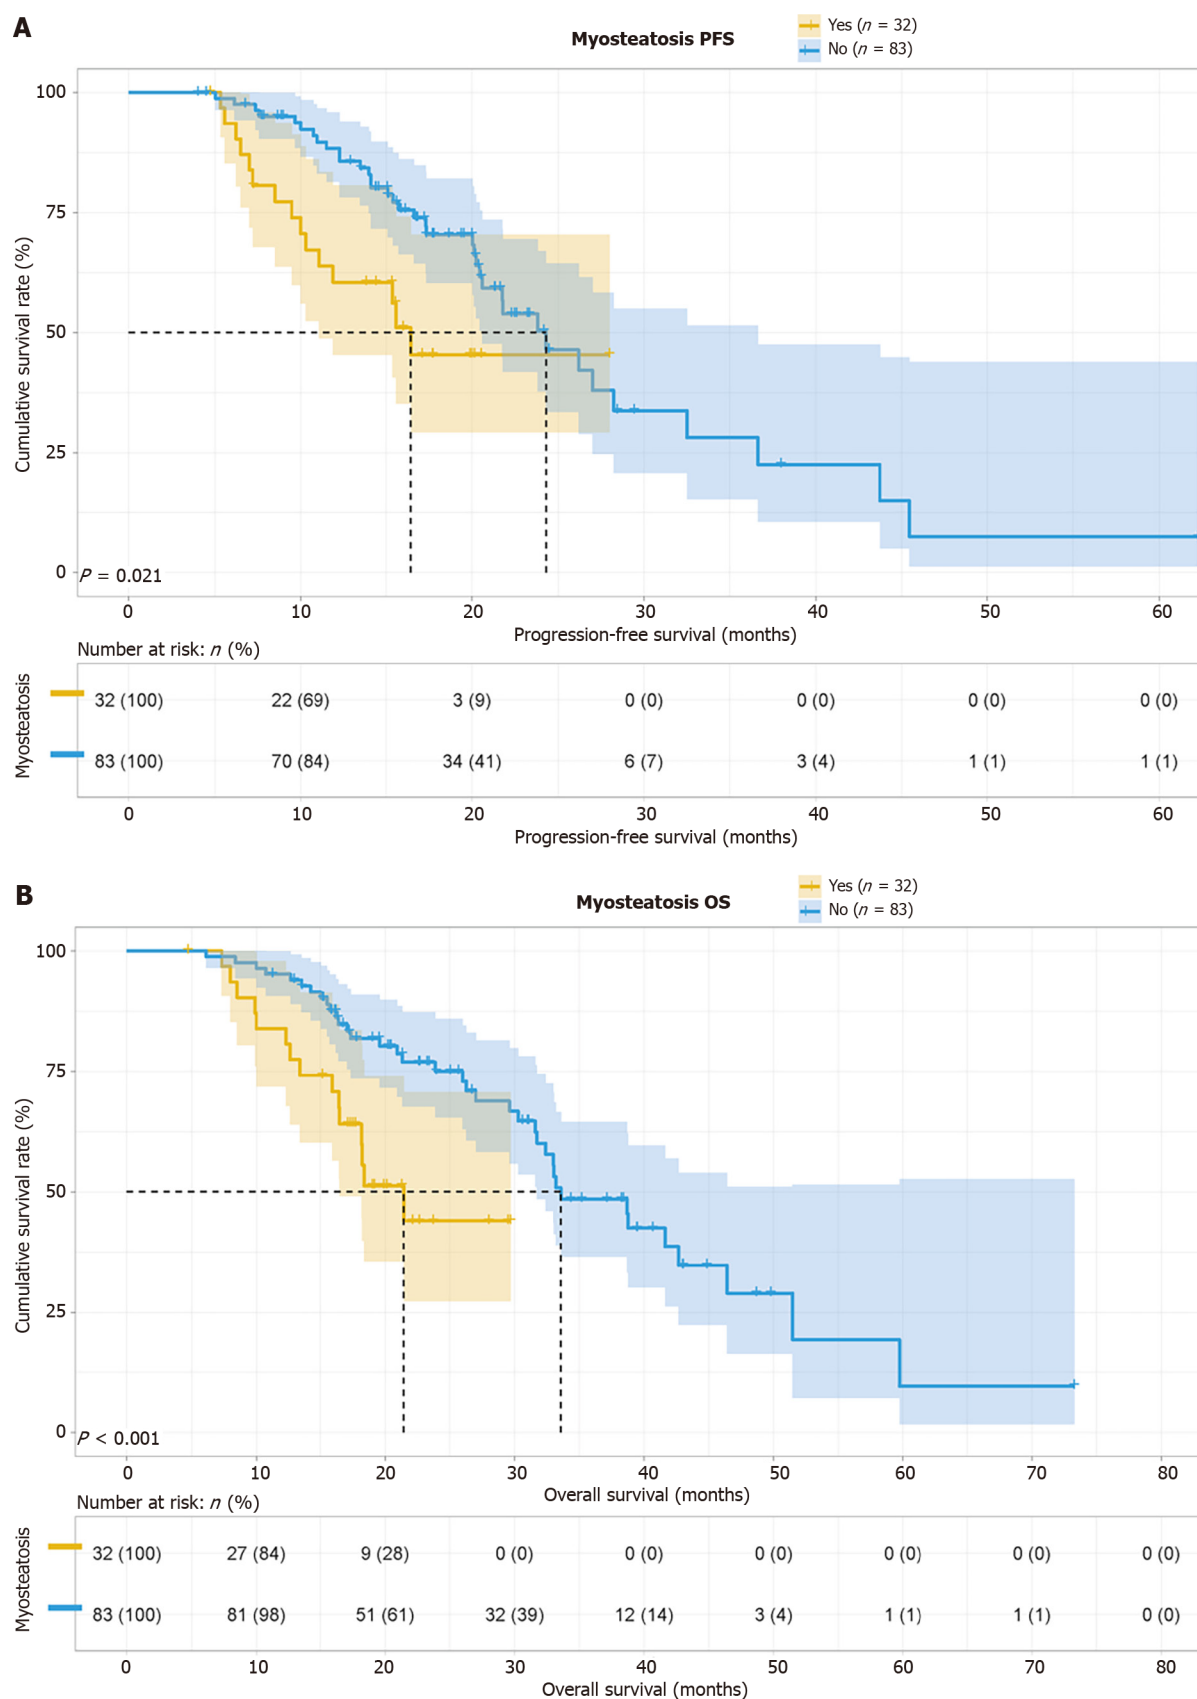 A
Myosteatosis PFS
Yes (n = 32)
No (n = 83)
Cumulative survival rate (%)
100
75
50
25
0
P = 0.021
0 10 20 30 40 50 60
Progression-free survival (months)
Number at risk: n (%)
Myosteatosis
32 (100) 22 (69) 3 (9) 0 (0) 0 (0) 0 (0) 0 (0)
83 (100) 70 (84) 34 (41) 6 (7) 3 (4) 1 (1) 1 (1)
0 10 20 30 40 50 60
Progression-free survival (months)
B
Myosteatosis OS
Yes (n = 32)
No (n = 83)
Cumulative survival rate (%)
100
75
50
25
0
P < 0.001
0 10 20 30 40 50 60 70 80
Overall survival (months)
Number at risk: n (%)
Myosteatosis
32 (100) 27 (84) 9 (28) 0 (0) 0 (0) 0 (0) 0 (0) 0 (0) 0 (0)
83 (100) 81 (98) 51 (61) 32 (39) 12 (14) 3 (4) 1 (1) 1 (1) 0 (0)
0 10 20 30 40 50 60 70 80
Overall survival (months)